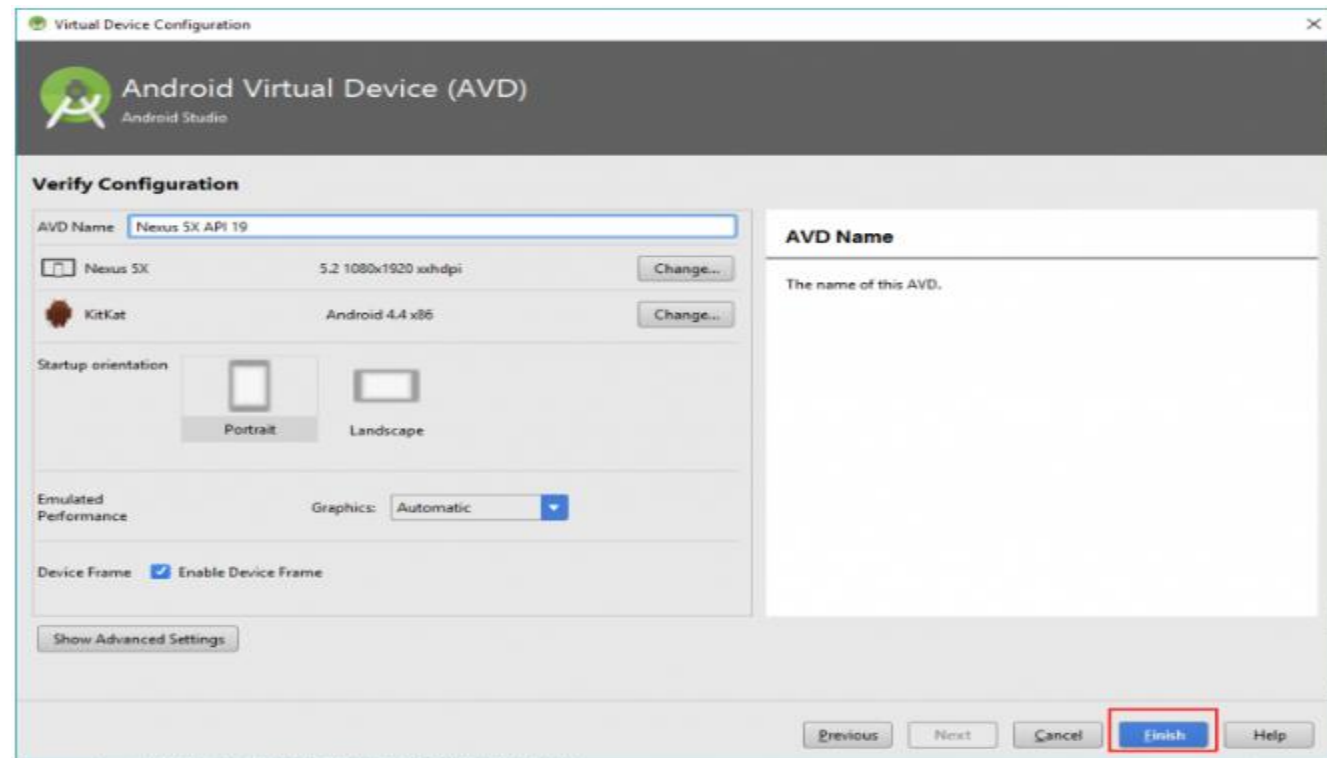 Virtual Device Configuration
Android Virtual Device (AVD)
Android Studio
Verify Configuration
AVD Name Nexus 5X API 19
Nexus 5X 5.2 1080x1920 xxhdpi Change...
KitKat Android 4.4 x86 Change...
Startup orientation
Portrait Landscape
Emulated
Performance
Graphics: Automatic
Device Frame Enable Device Frame
Show Advanced Settings
AVD Name
The name of this AVD.
Previous Next Cancel Finish Help